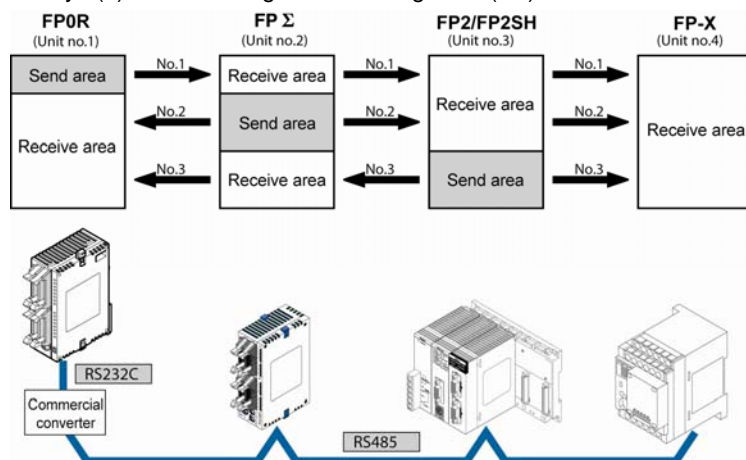 FP0R FP Σ FP2/FP2SH FP-X
(Unit no.1) (Unit no.2) (Unit no.3) (Unit no.4)
Send area No.1 Receive area No.1 No.1
Receive area
No.2 Send area No.2 No.2
Receive area Receive area
No.3 Receive area No.3 Send area No.3
RS232C
Commercial
converter
RS485